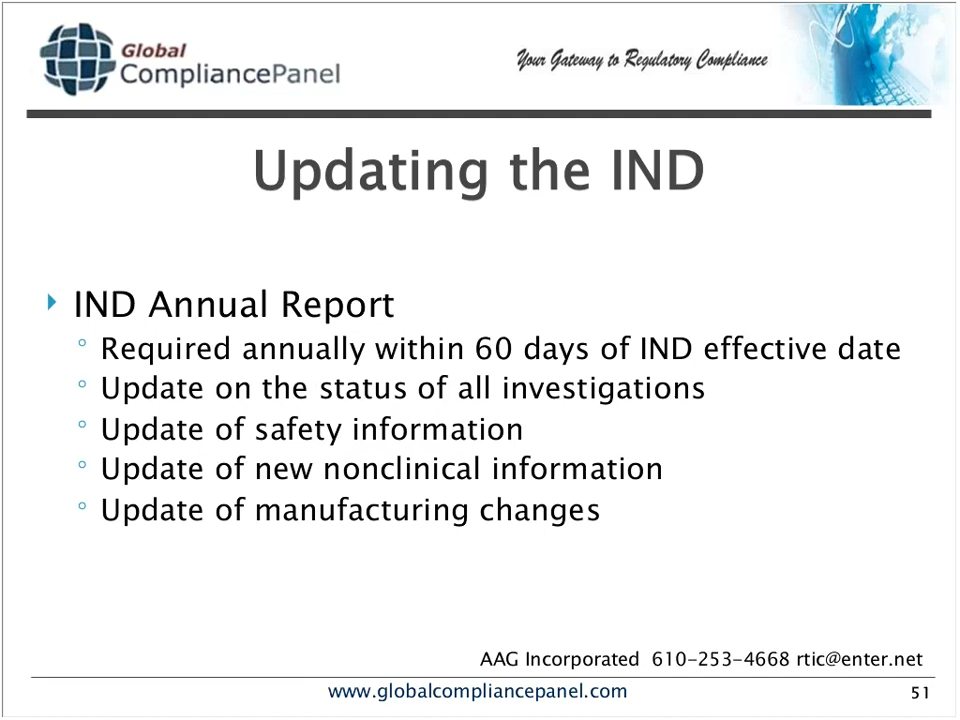 Global
CompliancePanel
Your Gateway to Regulatory Compliance
Updating the IND
IND Annual Report
Required annually within 60 days of IND effective date
Update on the status of all investigations
Update of safety information
Update of new nonclinical information
Update of manufacturing changes
AAG Incorporated 610-253-4668 rtic@enter.net
www.globalcompliancepanel.com
51